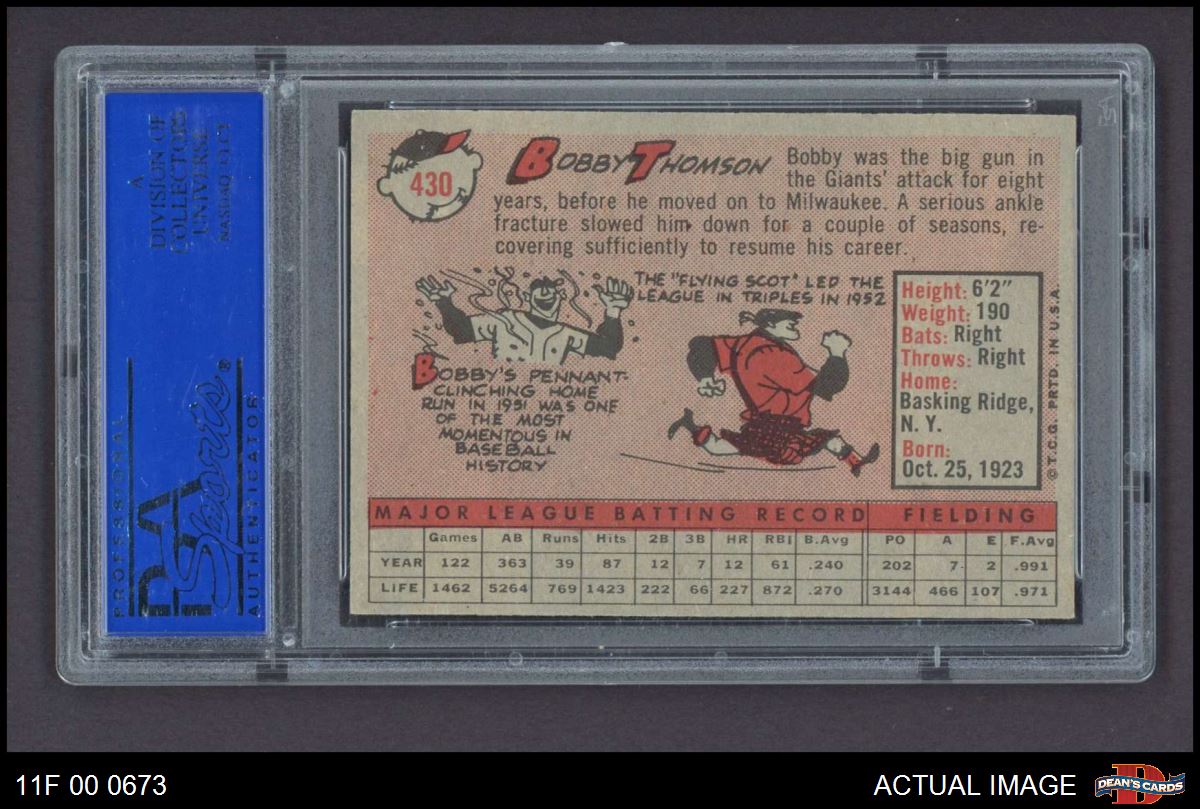 A
DIVISION OF
COLLECTORS
UNIVERSE
NASDAQ: CLCT
PROFESSIONAL
PSA
Sports®
AUTHENTICATOR
430
BOBBY THOMSON
Bobby was the big gun in
the Giants' attack for eight
years, before he moved on to Milwaukee. A serious ankle
fracture slowed him down for a couple of seasons, re-
covering sufficiently to resume his career.
THE "FLYING SCOT" LED THE
LEAGUE IN TRIPLES IN 1952
BOBBY'S PENNANT-
CLINCHING HOME
RUN IN 1951 WAS ONE
OF THE MOST
MOMENTOUS IN
BASEBALL
HISTORY
Height: 6'2"
Weight: 190
Bats: Right
Throws: Right
Home:
Basking Ridge,
N. Y.
Born:
Oct. 25, 1923
© T.C.G. PRTD. IN U.S.A.
MAJOR LEAGUE BATTING RECORD FIELDING
Games AB Runs Hits 2B 3B HR RBI B.Avg PO A E F.Avg
YEAR 122 363 39 87 12 7 12 61 .240 202 7 2 .991
LIFE 1462 5264 769 1423 222 66 227 872 .270 3144 466 107 .971
11F 00 0673
ACTUAL IMAGE
D
DEAN'S CARDS